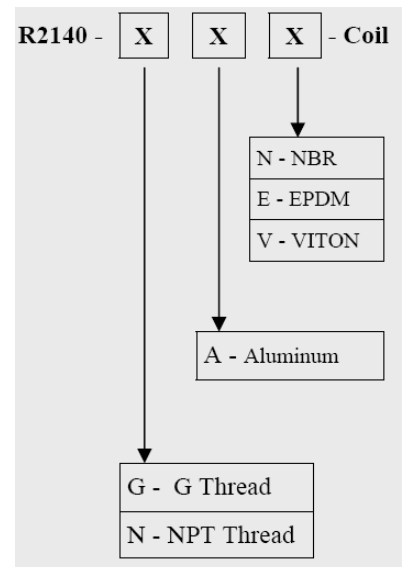 R2140 - X X X - Coil
N - NBR
E - EPDM
V - VITON
A - Aluminum
G - G Thread
N - NPT Thread